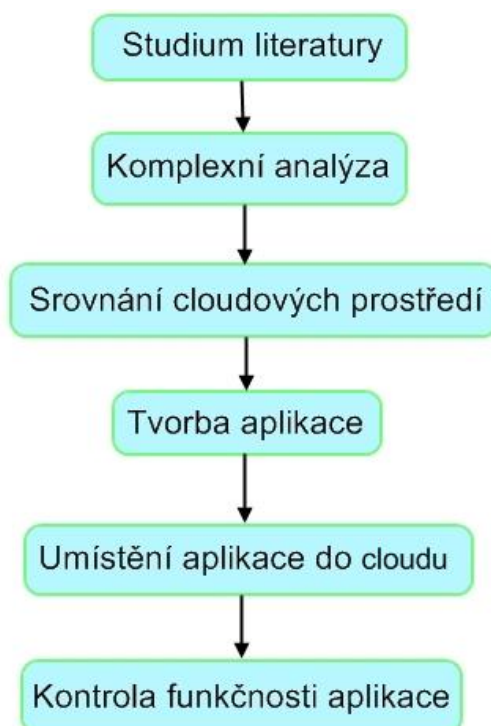 Studium literatury
Komplexní analýza
Srovnání cloudových prostředí
Tvorba aplikace
Umístění aplikace do cloudu
Kontrola funkčnosti aplikace